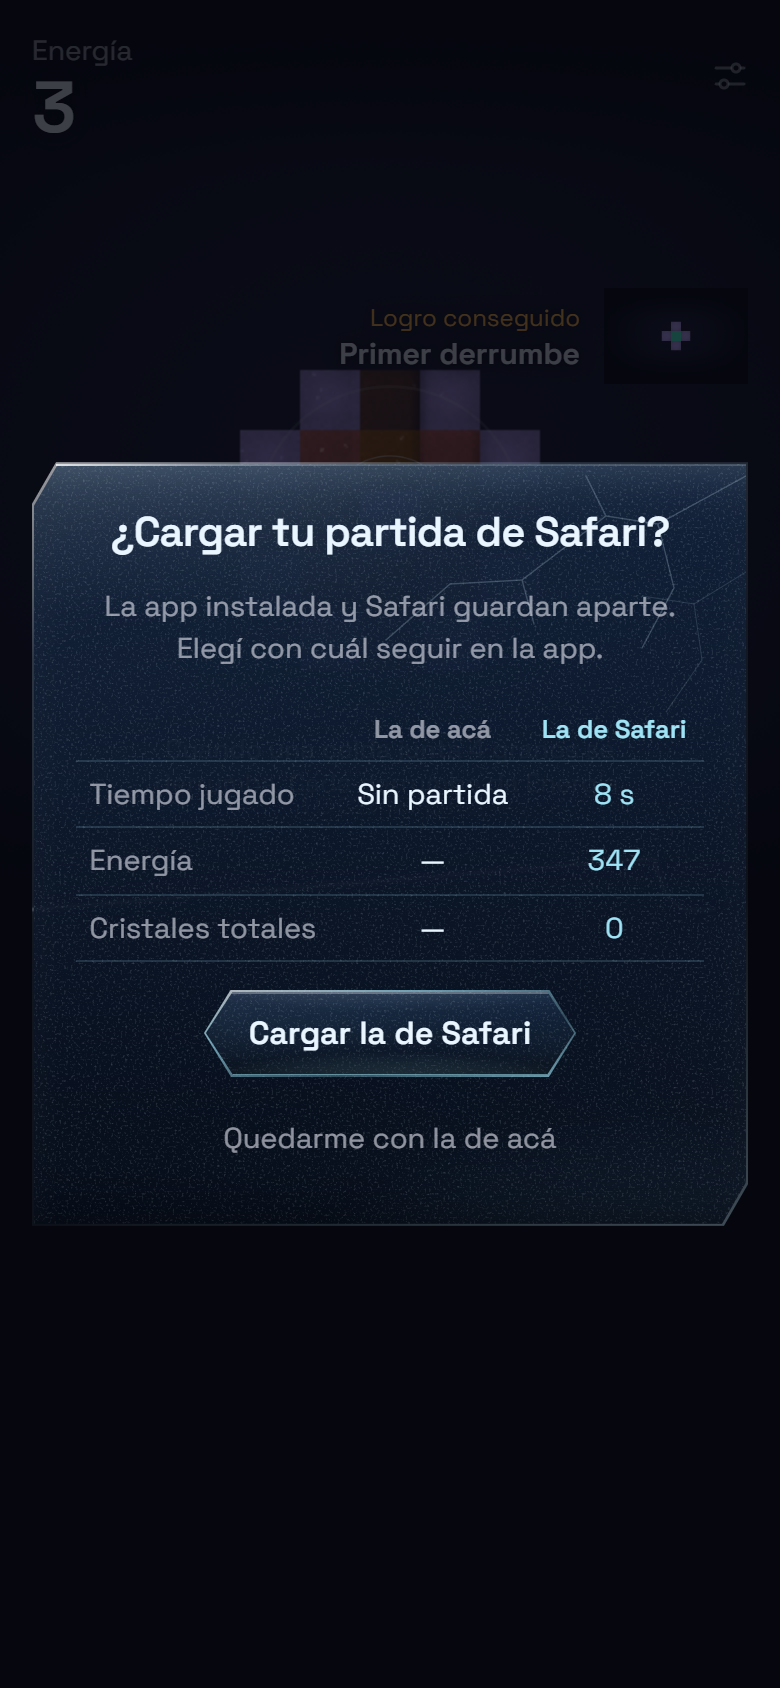 Energía
3
Logro conseguido
Primer derrumbe
¿Cargar tu partida de Safari?
La app instalada y Safari guardan aparte.
Elegí con cuál seguir en la app.
La de acá La de Safari
Tiempo jugado Sin partida 8 s
Energía — 347
Cristales totales — 0
Cargar la de Safari
Quedarme con la de acá